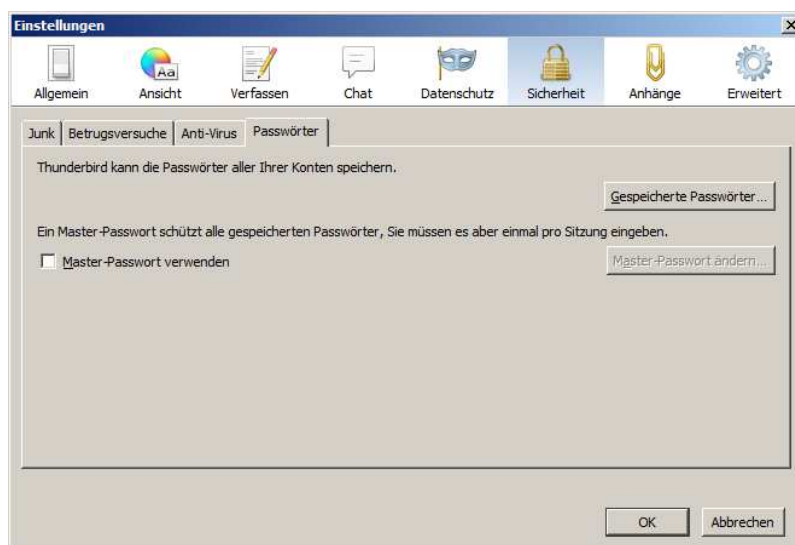 Einstellungen
Aa
Allgemein Ansicht Verfassen Chat Datenschutz Sicherheit Anhänge Erweitert
Junk Betrugsversuche Anti-Virus Passwörter
Thunderbird kann die Passwörter aller Ihrer Konten speichern.
Gespeicherte Passwörter...
Ein Master-Passwort schützt alle gespeicherten Passwörter, Sie müssen es aber einmal pro Sitzung eingeben.
Master-Passwort verwenden Master-Passwort ändern...
OK Abbrechen